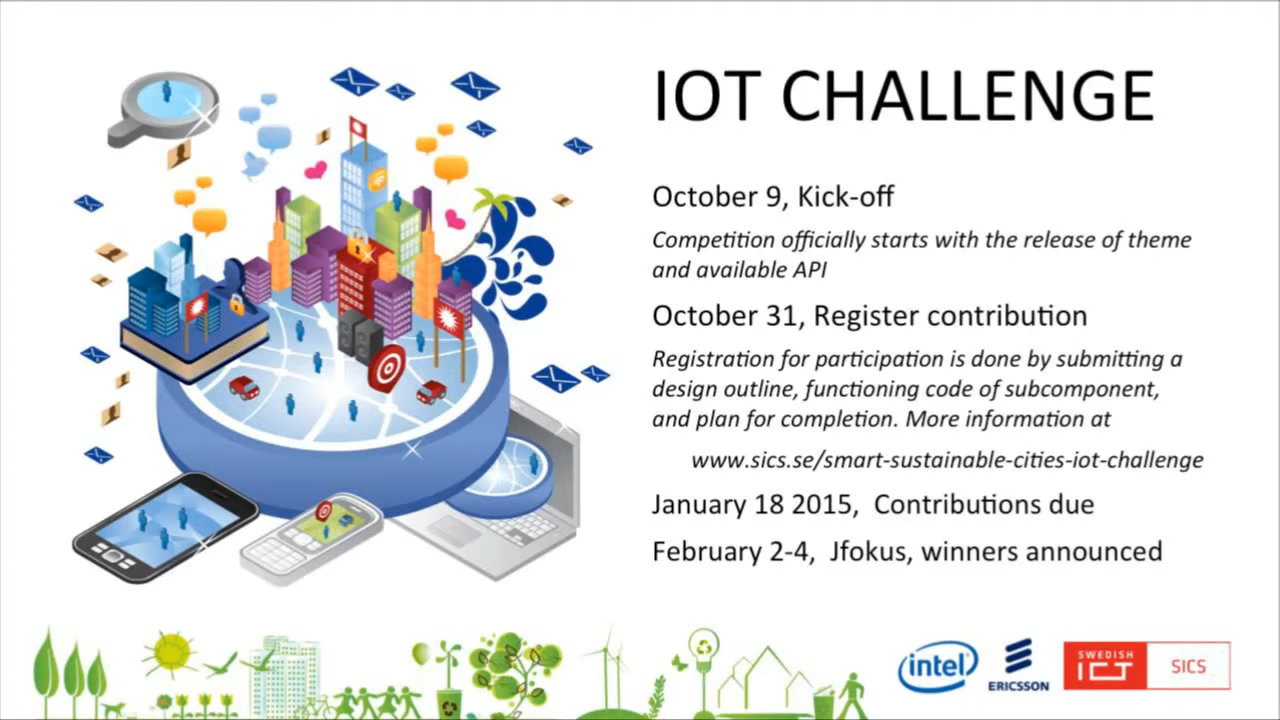 IOT CHALLENGE
October 9, Kick-off
Competition officially starts with the release of theme
and available API
October 31, Register contribution
Registration for participation is done by submitting a
design outline, functioning code of subcomponent,
and plan for completion. More information at
www.sics.se/smart-sustainable-cities-iot-challenge
January 18 2015, Contributions due
February 2-4, Jfokus, winners announced
intel
ERICSSON
SWEDISH
ICT
SICS